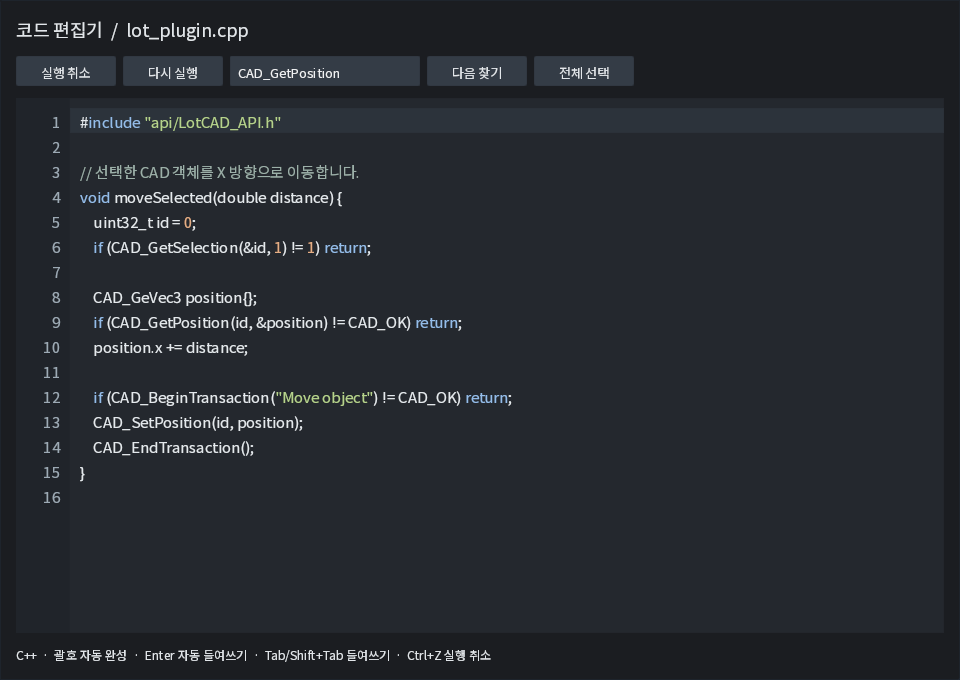 코드 편집기 / lot_plugin.cpp
실행 취소 다시 실행 CAD_GetPosition 다음 찾기 전체 선택
1 #include "api/LotCAD_API.h"
2
3 // 선택한 CAD 객체를 X 방향으로 이동합니다.
4 void moveSelected(double distance) {
5 uint32_t id = 0;
6 if (CAD_GetSelection(&id, 1) != 1) return;
7
8 CAD_GeVec3 position{};
9 if (CAD_GetPosition(id, &position) != CAD_OK) return;
10 position.x += distance;
11
12 if (CAD_BeginTransaction("Move object") != CAD_OK) return;
13 CAD_SetPosition(id, position);
14 CAD_EndTransaction();
15 }
16
C++ · 괄호 자동 완성 · Enter 자동 들여쓰기 · Tab/Shift+Tab 들여쓰기 · Ctrl+Z 실행 취소